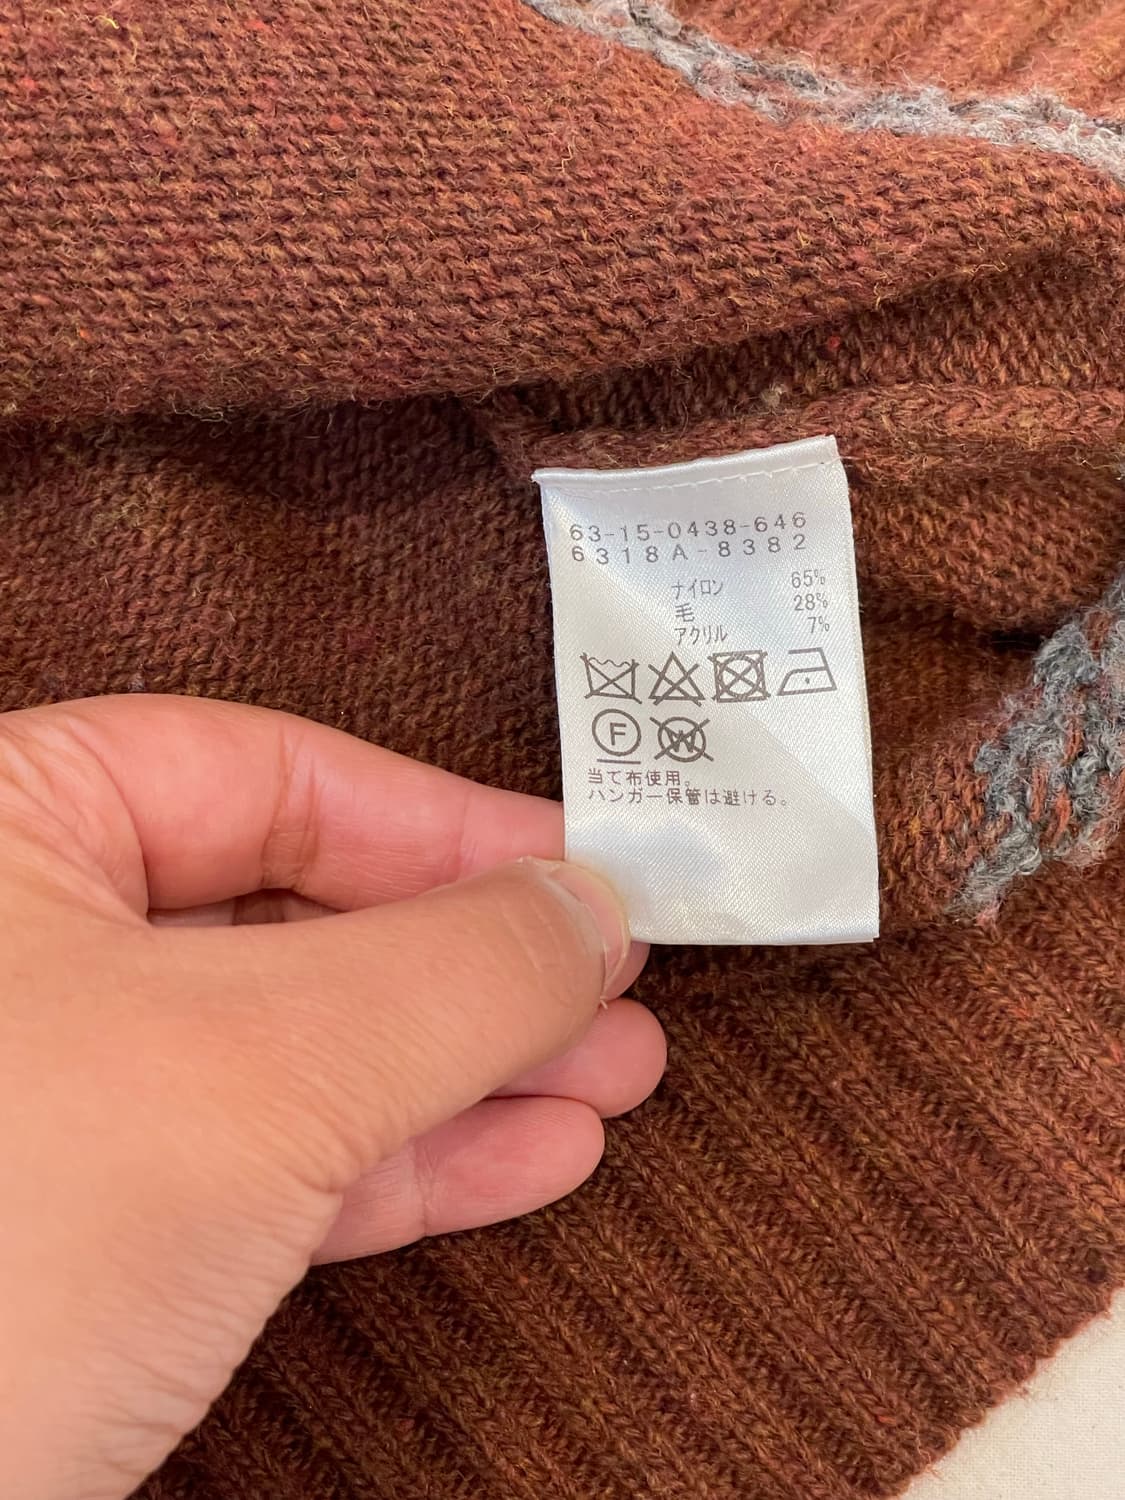 63-15-0438-646
6318A-8382
ナイロン 65%
毛 28%
アクリル 7%
F W
当て布使用。
ハンガー保管は避ける。